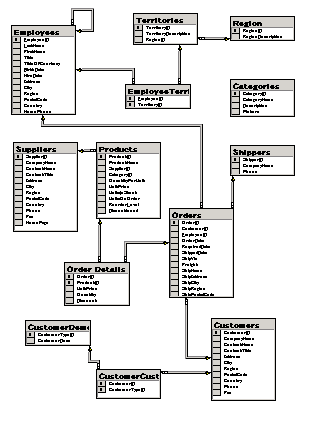 Employees
EmployeeID
LastName
FirstName
Title
TitleOfCourtesy
BirthDate
HireDate
Address
City
Region
PostalCode
Country
HomePhone
Territories
TerritoryID
TerritoryDescription
RegionID
Region
RegionID
RegionDescription
EmployeeTerri
EmployeeID
TerritoryID
Categories
CategoryID
CategoryName
Description
Picture
Suppliers
SupplierID
CompanyName
ContactName
ContactTitle
Address
City
Region
PostalCode
Country
Phone
Fax
HomePage
Products
ProductID
ProductName
SupplierID
CategoryID
QuantityPerUnit
UnitPrice
UnitsInStock
UnitsOnOrder
ReorderLevel
Discontinued
Shippers
ShipperID
CompanyName
Phone
Orders
OrderID
CustomerID
EmployeeID
OrderDate
RequiredDate
ShippedDate
ShipVia
Freight
ShipName
ShipAddress
ShipCity
ShipRegion
ShipPostalCode
Order Details
OrderID
ProductID
UnitPrice
Quantity
Discount
CustomerDemo
CustomerTypeID
CustomerDesc
Customers
CustomerID
CompanyName
ContactName
ContactTitle
Address
City
Region
PostalCode
Country
Phone
Fax
CustomerCust
CustomerID
CustomerTypeID